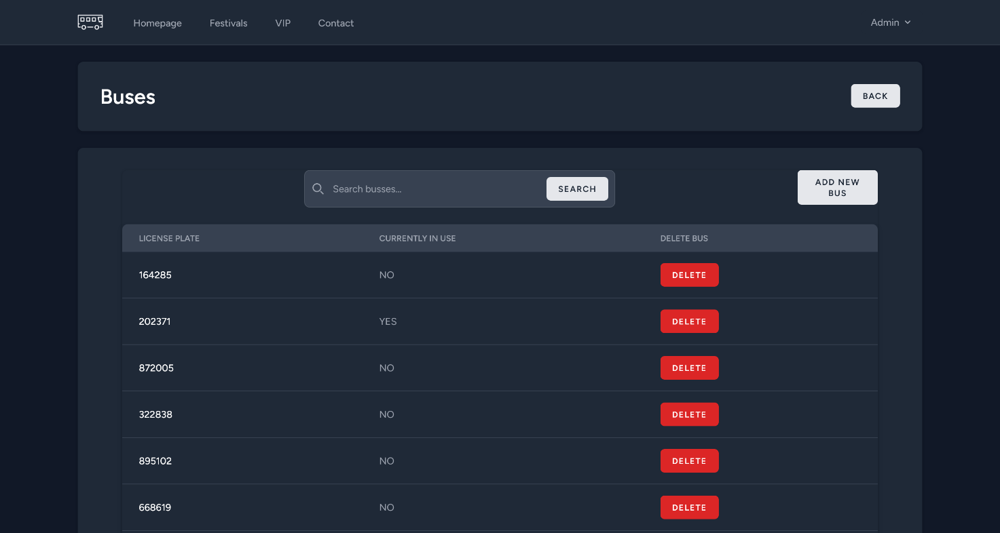 Homepage Festivals VIP Contact Admin
Buses BACK
Search busses... SEARCH
ADD NEW
BUS
LICENSE PLATE CURRENTLY IN USE DELETE BUS
164285 NO DELETE
202371 YES DELETE
872005 NO DELETE
322838 NO DELETE
895102 NO DELETE
668619 NO DELETE